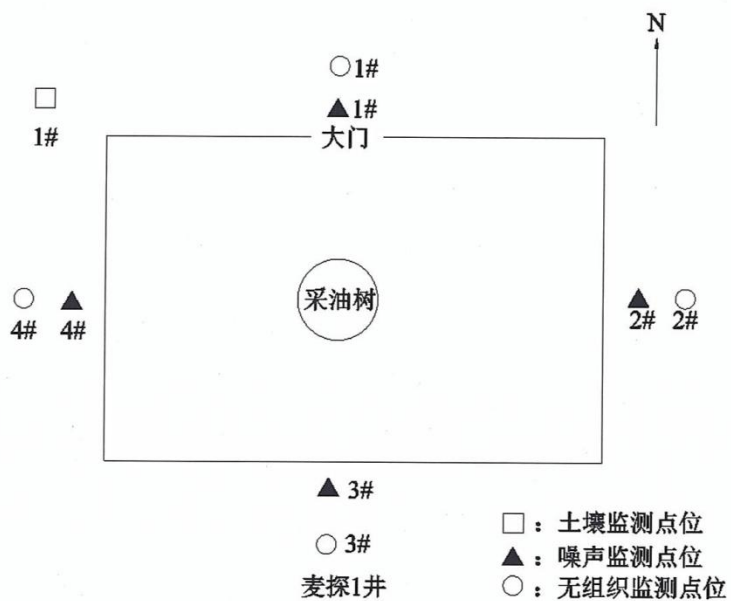 N
1#
1#
1#
大门
采油树
4#
4#
2#
2#
3#
3#
麦探1井
□：土壤监测点位
▲：噪声监测点位
○：无组织监测点位